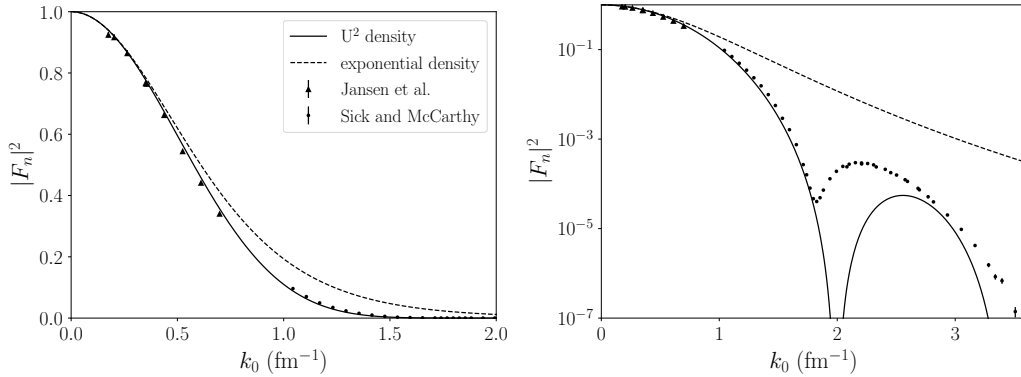 1.0
0.8
0.6
0.4
0.2
0.0
|F_n|^2
0.0 0.5 1.0 1.5 2.0
k_0 (fm^{-1})
U² density
exponential density
Jansen et al.
Sick and McCarthy
10^{-1}
10^{-3}
10^{-5}
10^{-7}
|F_n|^2
0 1 2 3
k_0 (fm^{-1})